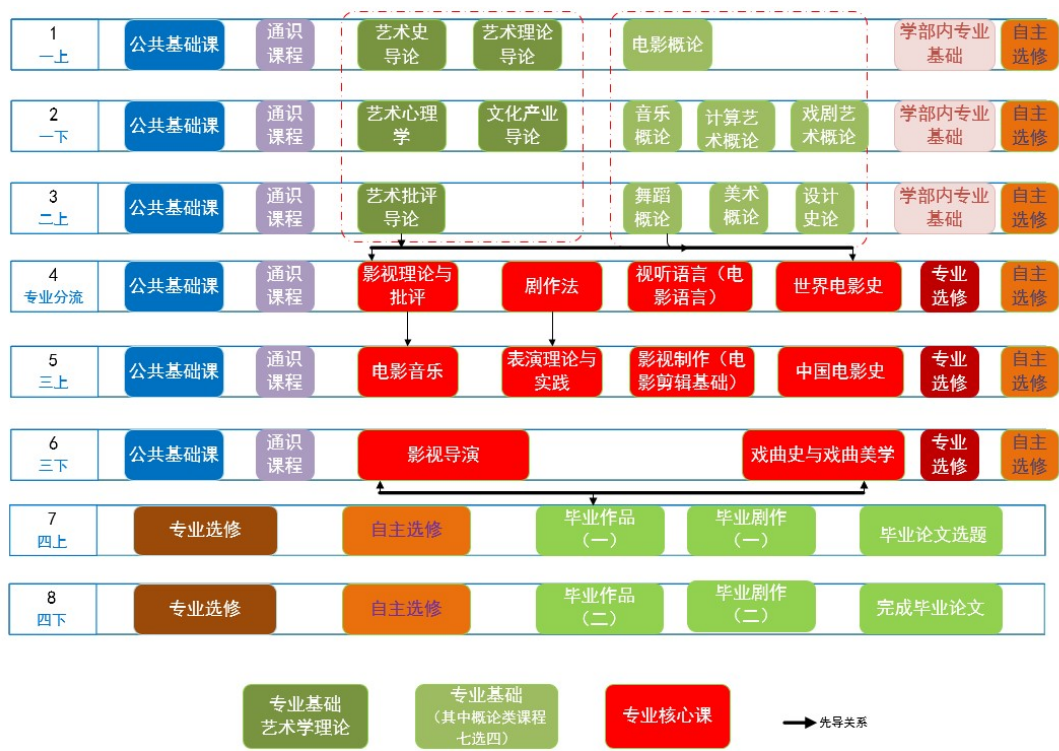 1
一上
公共基础课
通识
课程
艺术史
导论
艺术理论
导论
电影概论
学部内专业
基础
自主
选修
2
一下
公共基础课
通识
课程
艺术心理
学
文化产业
导论
音乐
概论
计算艺
术概论
戏剧艺
术概论
学部内专业
基础
自主
选修
3
二上
公共基础课
通识
课程
艺术批评
导论
舞蹈
概论
美术
概论
设计
史论
学部内专业
基础
自主
选修
4
专业分流
公共基础课
通识
课程
影视理论与
批评
剧作法
视听语言（电
影语言）
世界电影史
专业
选修
自主
选修
5
三上
公共基础课
通识
课程
电影音乐
表演理论与
实践
影视制作（电
影剪辑基础）
中国电影史
专业
选修
自主
选修
6
三下
公共基础课
通识
课程
影视导演
戏曲史与戏曲美学
专业
选修
自主
选修
7
四上
专业选修
自主选修
毕业作品
（一）
毕业剧作
（一）
毕业论文选题
8
四下
专业选修
自主选修
毕业作品
（二）
毕业剧作
（二）
完成毕业论文
专业基础
艺术学理论
专业基础
（其中概论类课程
七选四）
专业核心课
先导关系